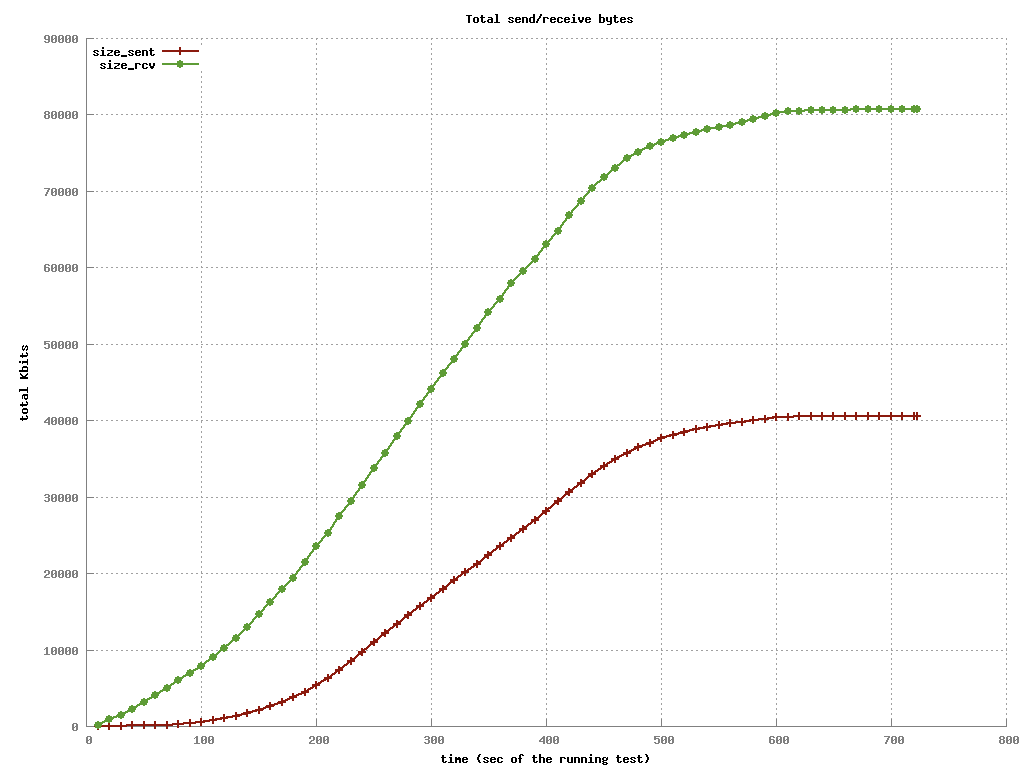 Total send/receive bytes
90000
size_sent
size_rcv
80000
70000
60000
50000
total Kbits
40000
30000
20000
10000
0
0 100 200 300 400 500 600 700 800
time (sec of the running test)